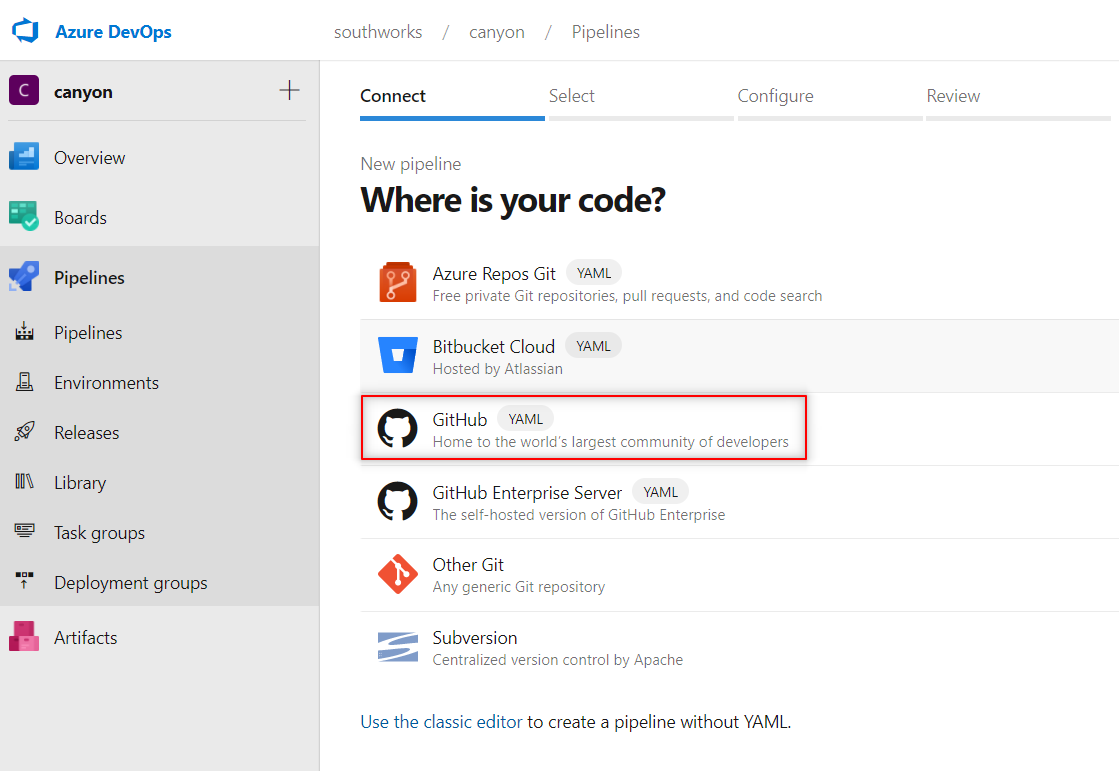 Azure DevOps
southworks / canyon / Pipelines
C canyon
Overview
Boards
Pipelines
Pipelines
Environments
Releases
Library
Task groups
Deployment groups
Artifacts
Connect Select Configure Review
New pipeline
Where is your code?
Azure Repos Git YAML
Free private Git repositories, pull requests, and code search
Bitbucket Cloud YAML
Hosted by Atlassian
GitHub YAML
Home to the world's largest community of developers
GitHub Enterprise Server YAML
The self-hosted version of GitHub Enterprise
Other Git
Any generic Git repository
Subversion
Centralized version control by Apache
Use the classic editor to create a pipeline without YAML.